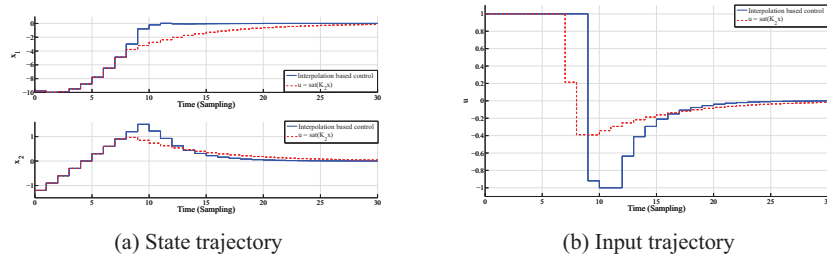 0
-2
-4
-6
-8
-10
x1
Interpolation based control
u = sat(K2x)
0 5 10 15 20 25 30
Time (Sampling)
1
0
-1
x2
Interpolation based control
u = sat(K2x)
0 5 10 15 20 25 30
Time (Sampling)
(a) State trajectory
1
0.8
0.6
0.4
0.2
0
-0.2
-0.4
-0.6
-0.8
-1
u
Interpolation based control
u = sat(K2x)
0 5 10 15 20 25 30
Time (Sampling)
(b) Input trajectory